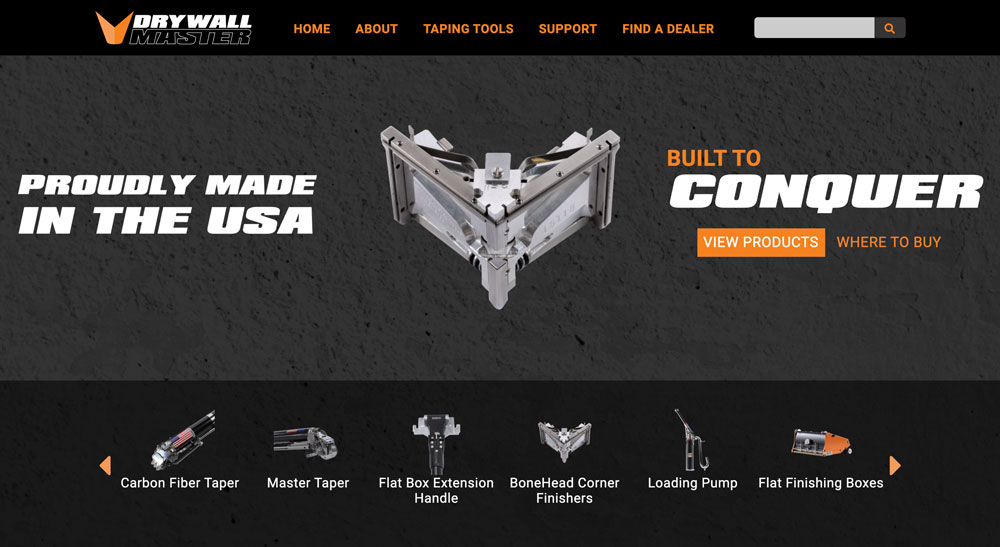 DRYWALL
MASTER
HOME
ABOUT
TAPING TOOLS
SUPPORT
FIND A DEALER
PROUDLY MADE
IN THE USA
BUILT TO
CONQUER
VIEW PRODUCTS
WHERE TO BUY
Carbon Fiber Taper
Master Taper
Flat Box Extension
Handle
BoneHead Corner
Finishers
Loading Pump
Flat Finishing Boxes